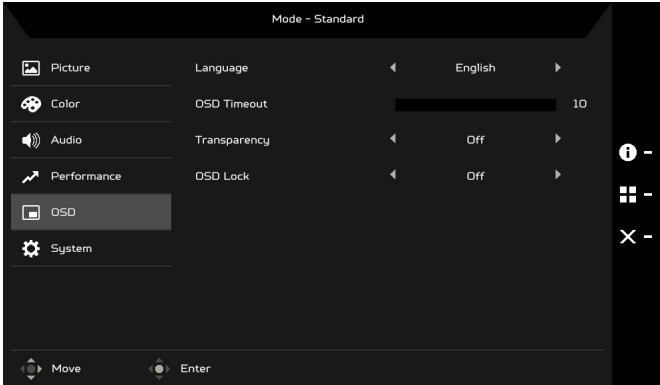 Mode - Standard
Picture
Language English
Color
OSD Timeout 10
Audio
Transparency Off
Performance
OSD Lock Off
OSD
System
Move Enter